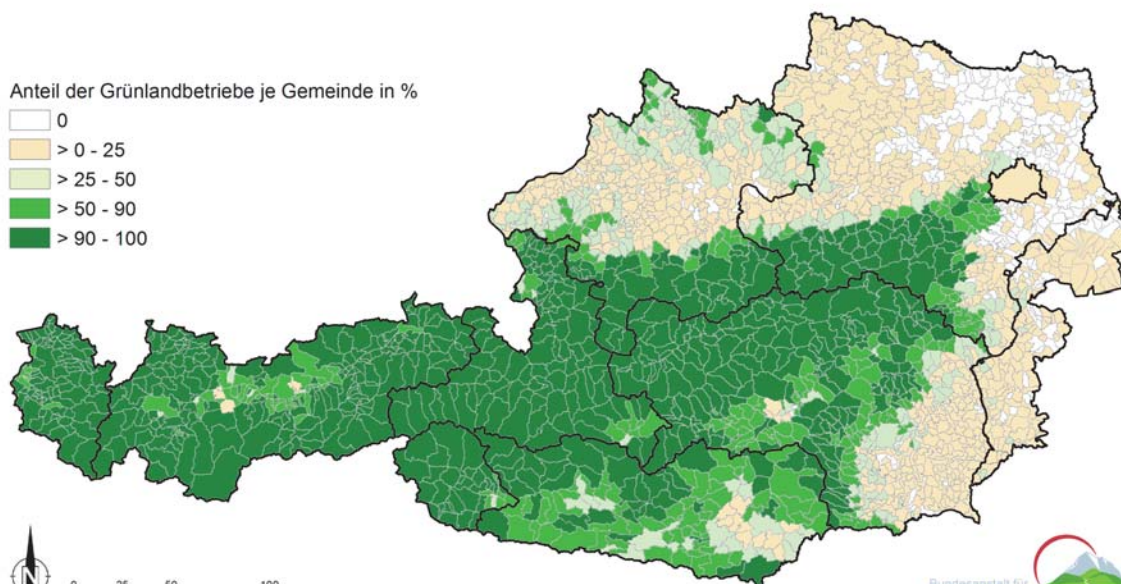 Anteil der Grünlandbetriebe je Gemeinde in %
0
> 0 - 25
> 25 - 50
> 50 - 90
> 90 - 100
N
0 25 50 100
Bundesanstalt für